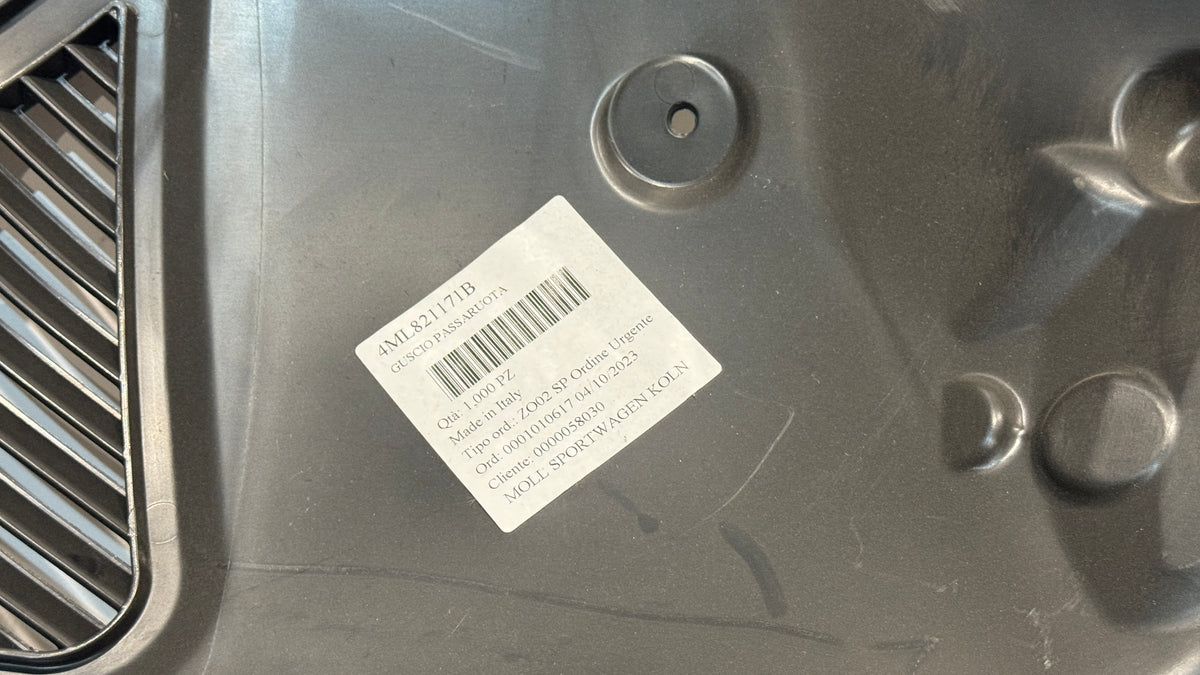 4ML821171B
GUSCIO PASSARUOTA
Qtà: 1,000 PZ
Made in Italy
Tipo ord.: ZO02 SP Ordine Urgente
Ord: 0001010617 04/10/2023
Cliente: 0000058030
MOLL SPORTWAGEN KOLN